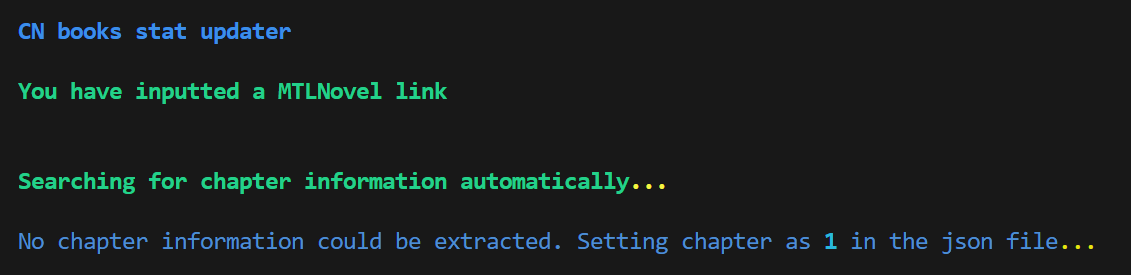 CN books stat updater
You have inputted a MTLNovel link
Searching for chapter information automatically...
No chapter information could be extracted. Setting chapter as 1 in the json file...